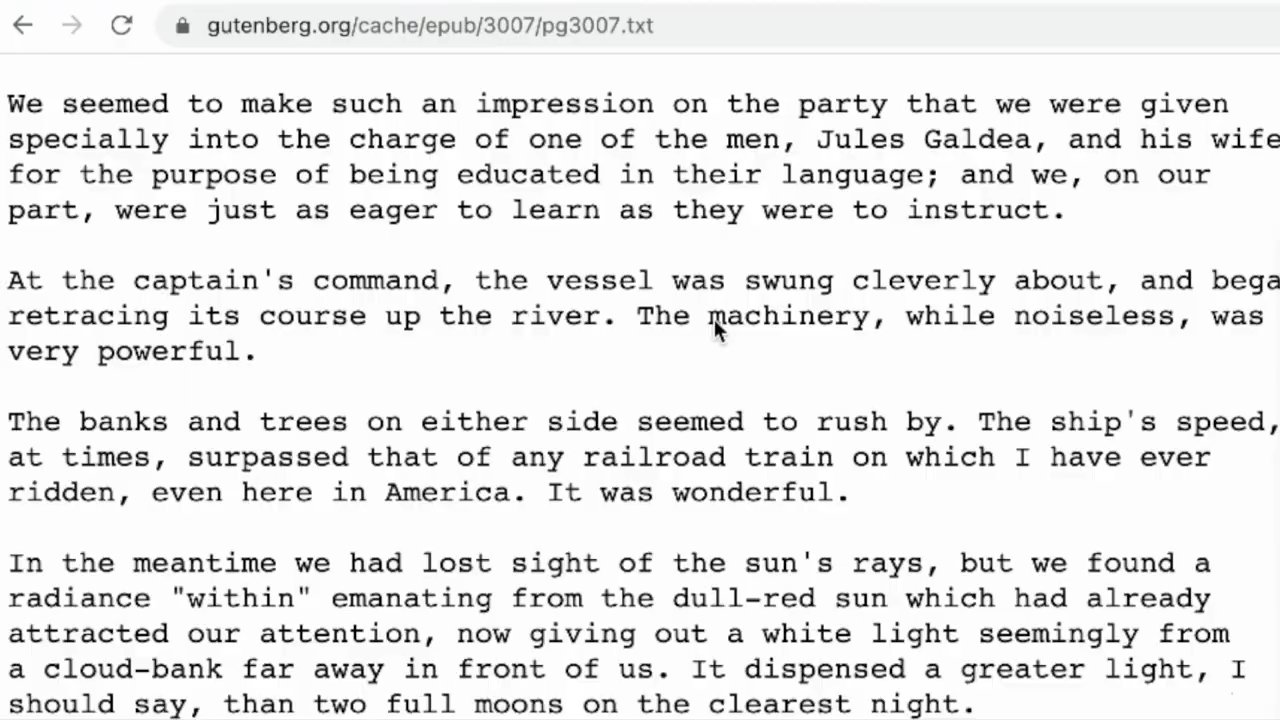 gutenberg.org/cache/epub/3007/pg3007.txt
We seemed to make such an impression on the party that we were given
specially into the charge of one of the men, Jules Galdea, and his wife
for the purpose of being educated in their language; and we, on our
part, were just as eager to learn as they were to instruct.
At the captain's command, the vessel was swung cleverly about, and bega
retracing its course up the river. The machinery, while noiseless, was
very powerful.
The banks and trees on either side seemed to rush by. The ship's speed,
at times, surpassed that of any railroad train on which I have ever
ridden, even here in America. It was wonderful.
In the meantime we had lost sight of the sun's rays, but we found a
radiance "within" emanating from the dull-red sun which had already
attracted our attention, now giving out a white light seemingly from
a cloud-bank far away in front of us. It dispensed a greater light, I
should say, than two full moons on the clearest night.